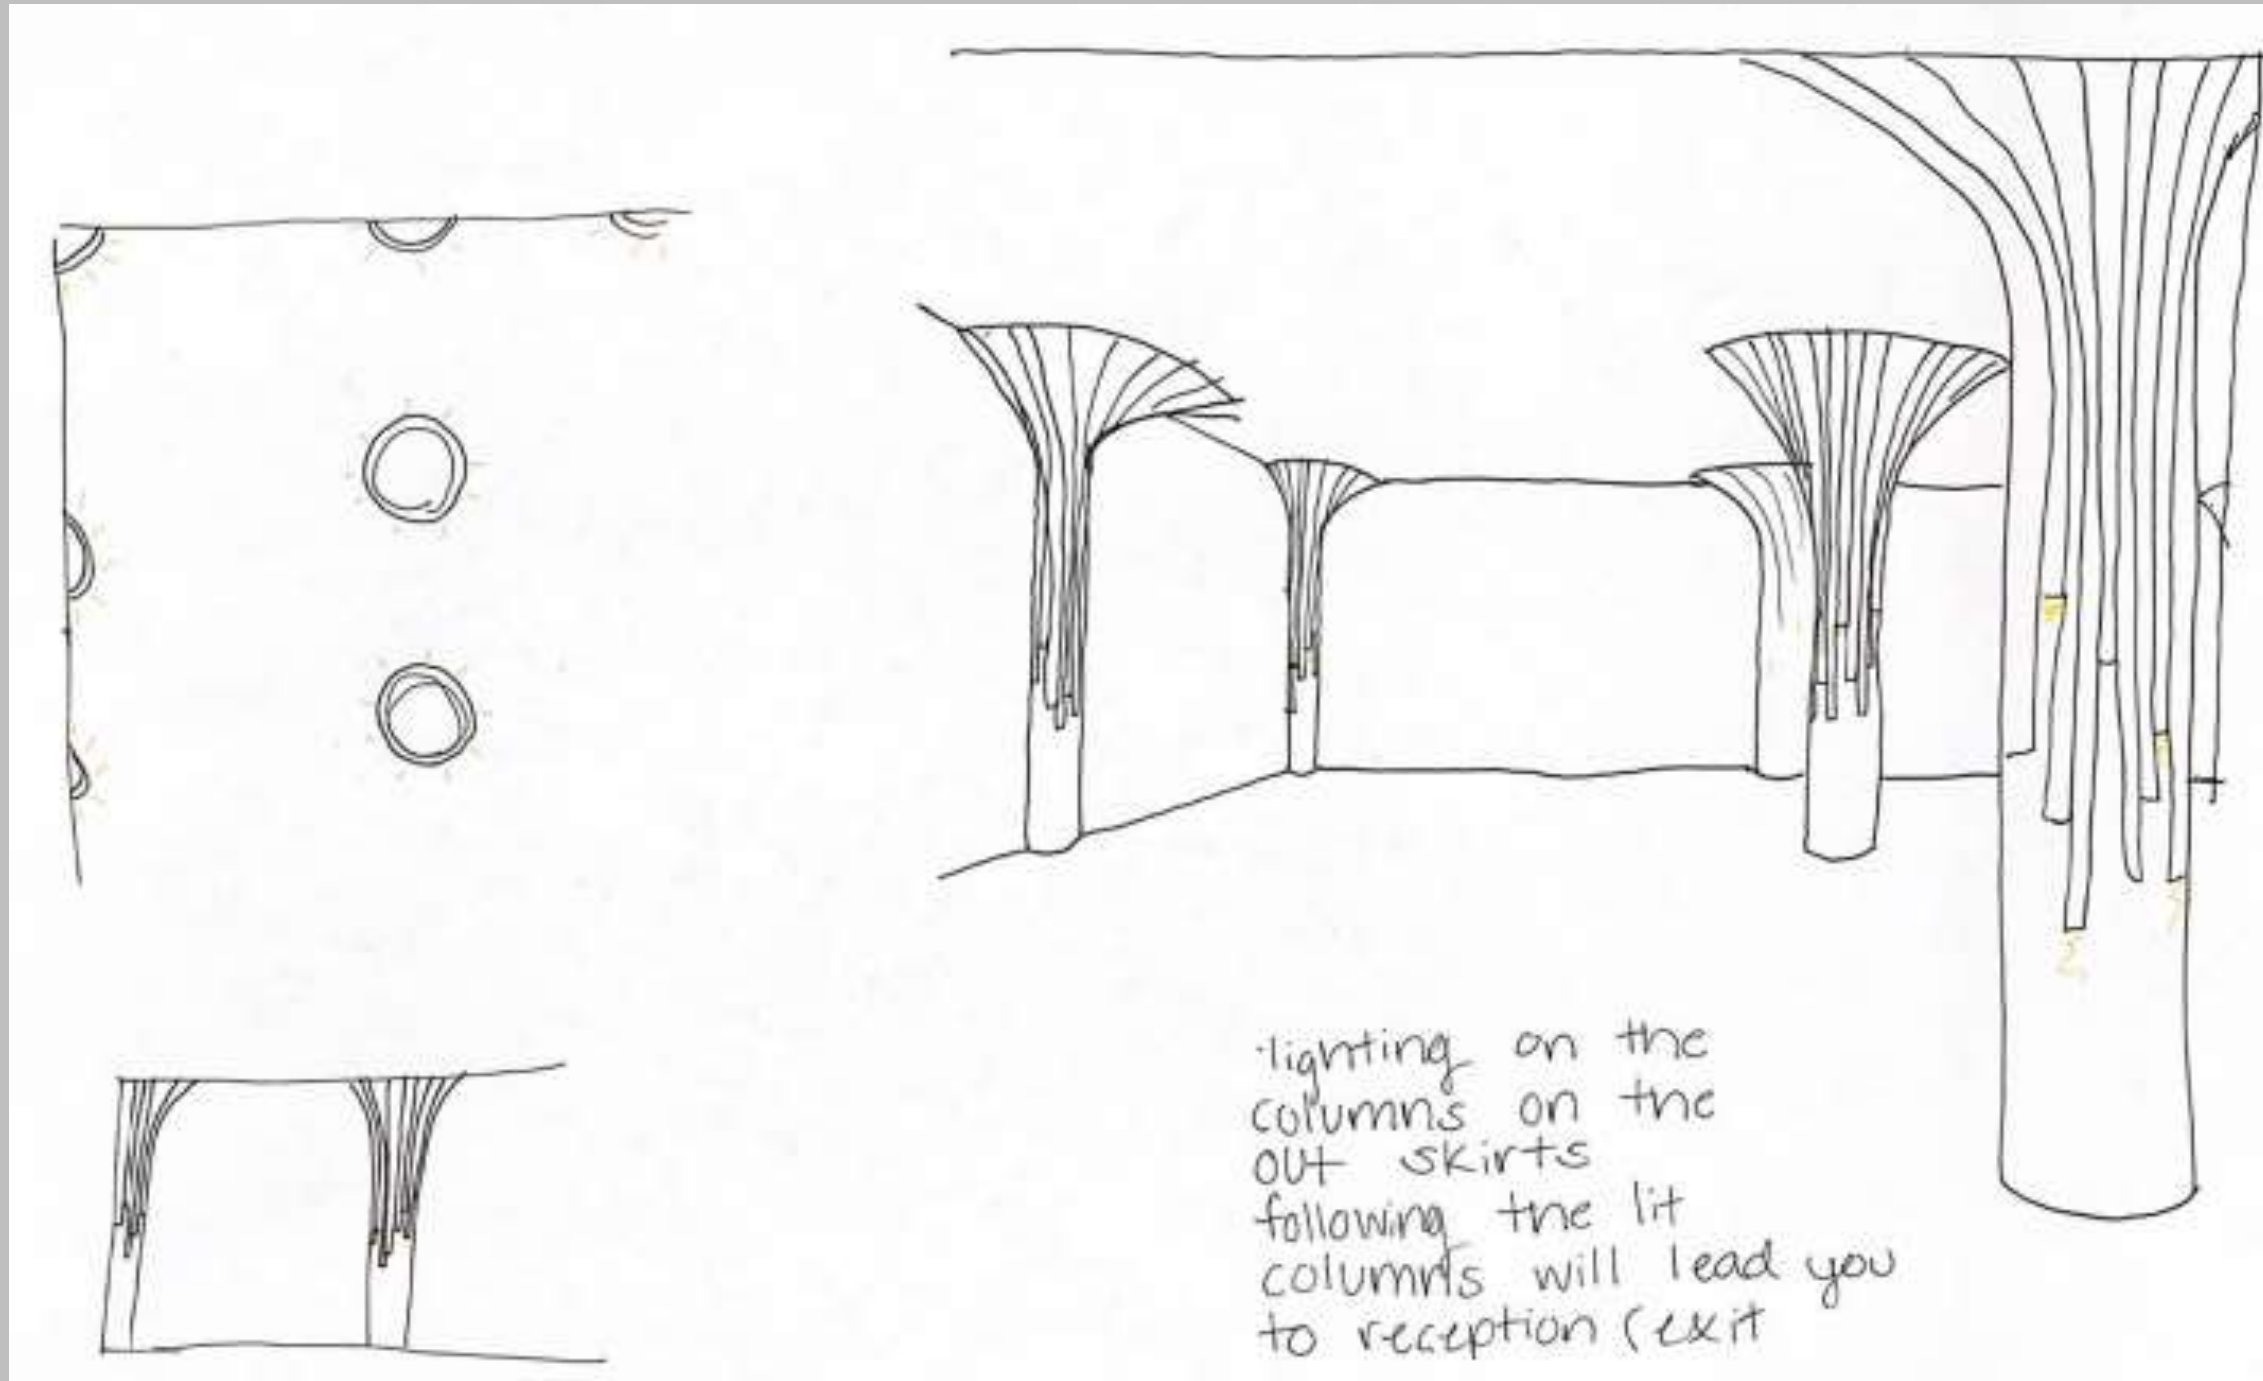 ·lighting on the
columns on the
out skirts
following the lit
columns will lead you
to reception (exit